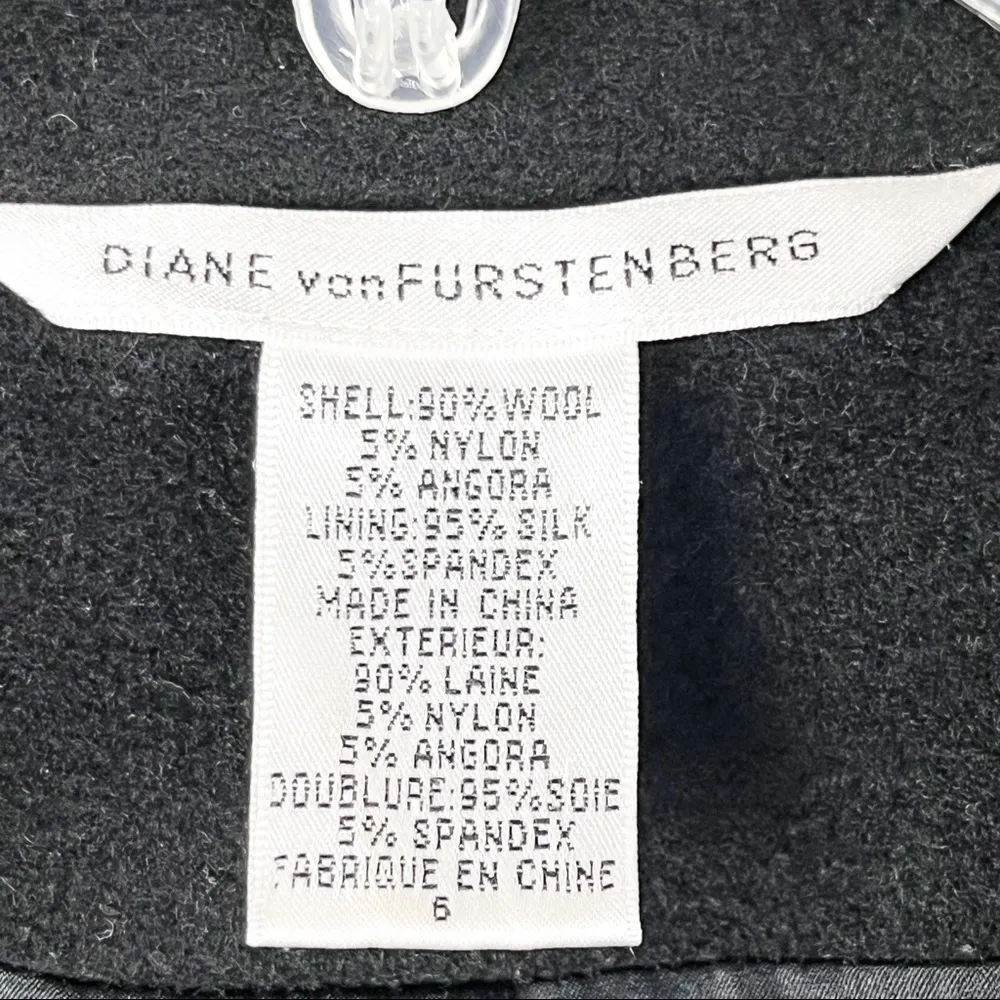 DIANE von FURSTENBERG
SHELL:90% WOOL
5% NYLON
5% ANGORA
LINING:95% SILK
5%SPANDEX
MADE IN CHINA
EXTERIEUR:
90% LAINE
5% NYLON
5% ANGORA
DOUBLURE:95%SOIE
5% SPANDEX
FABRIQUE EN CHINE
6